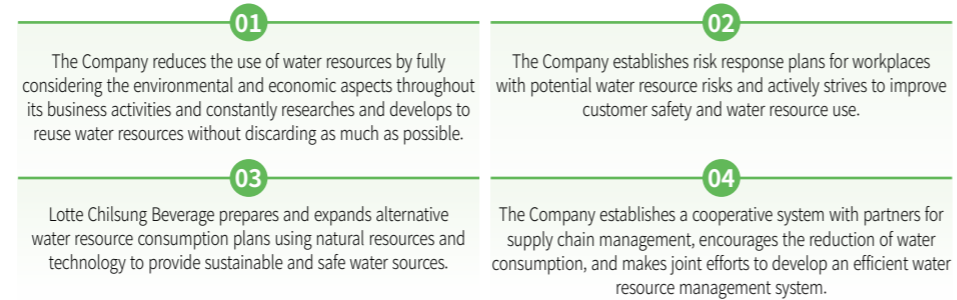 01
The Company reduces the use of water resources by fully
considering the environmental and economic aspects throughout
its business activities and constantly researches and develops to
reuse water resources without discarding as much as possible.
02
The Company establishes risk response plans for workplaces
with potential water resource risks and actively strives to improve
customer safety and water resource use.
03
Lotte Chilsung Beverage prepares and expands alternative
water resource consumption plans using natural resources and
technology to provide sustainable and safe water sources.
04
The Company establishes a cooperative system with partners for
supply chain management, encourages the reduction of water
consumption, and makes joint efforts to develop an efficient water
resource management system.